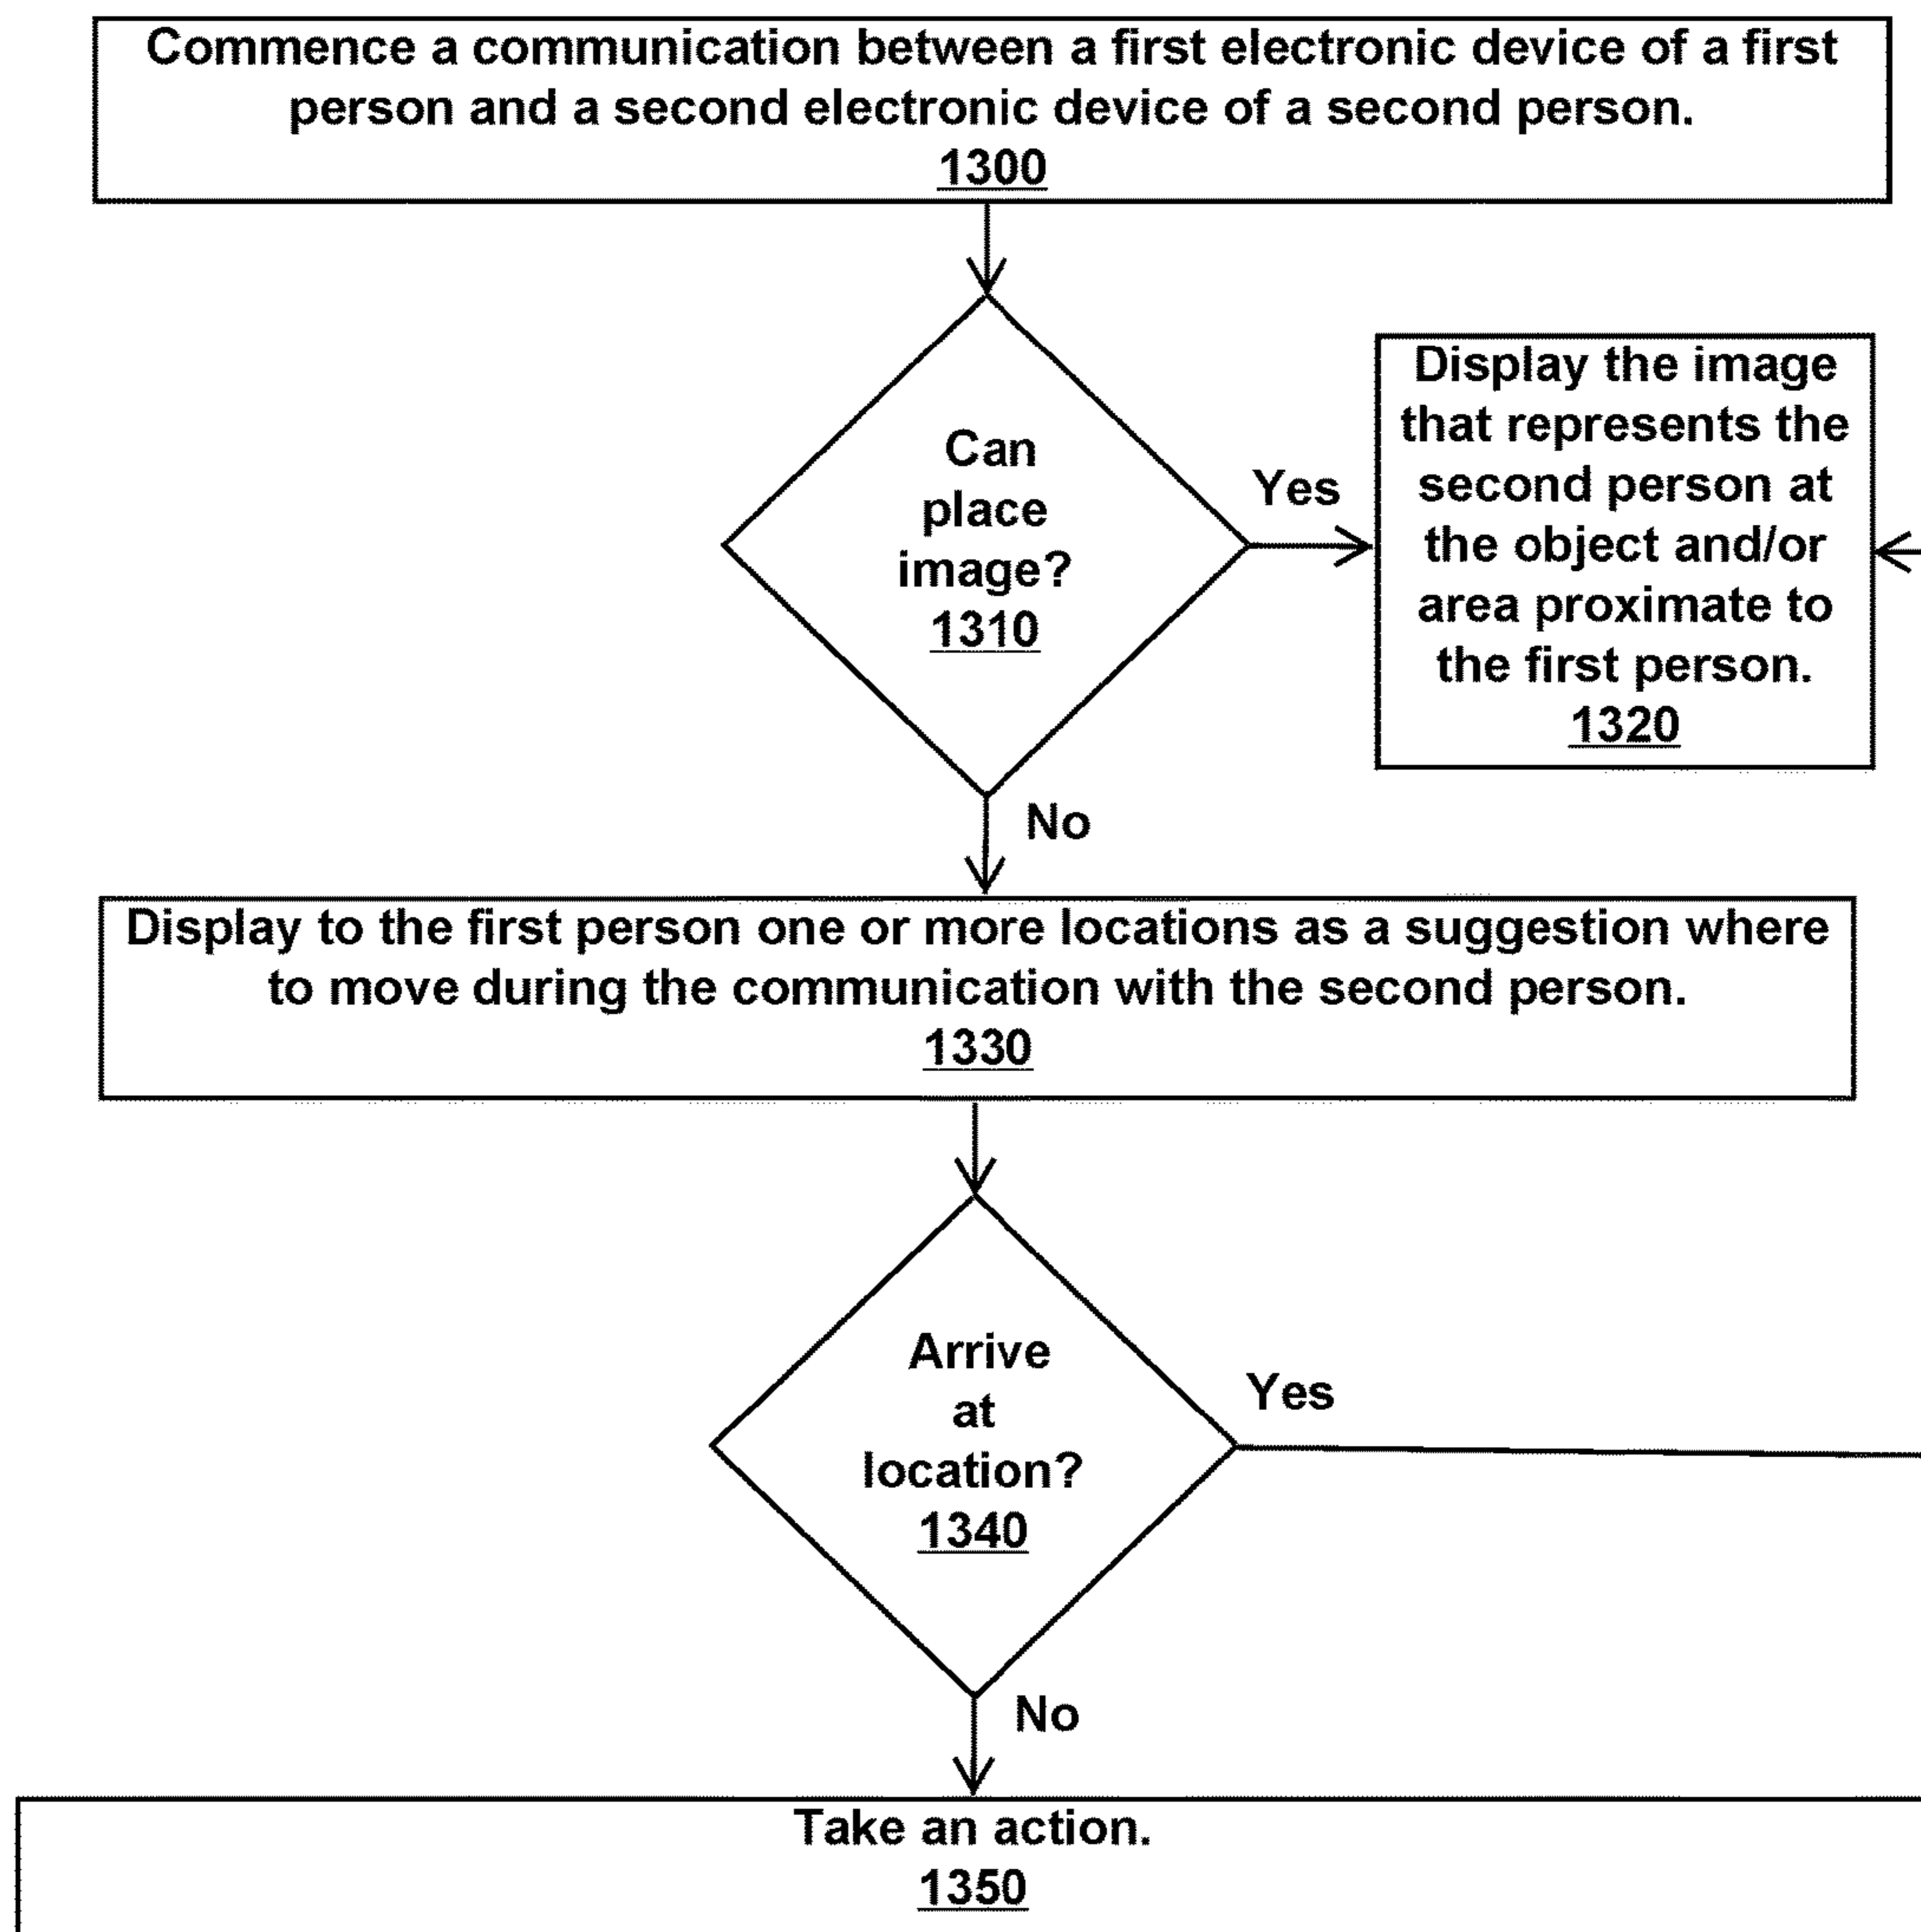 Commence a communication between a first electronic device of a first
person and a second electronic device of a second person.
1300
Can
place
image?
1310
Yes
Display the image
that represents the
second person at
the object and/or
area proximate to
the first person.
1320
No
Display to the first person one or more locations as a suggestion where
to move during the communication with the second person.
1330
Arrive
at
location?
1340
Yes
No
Take an action.
1350